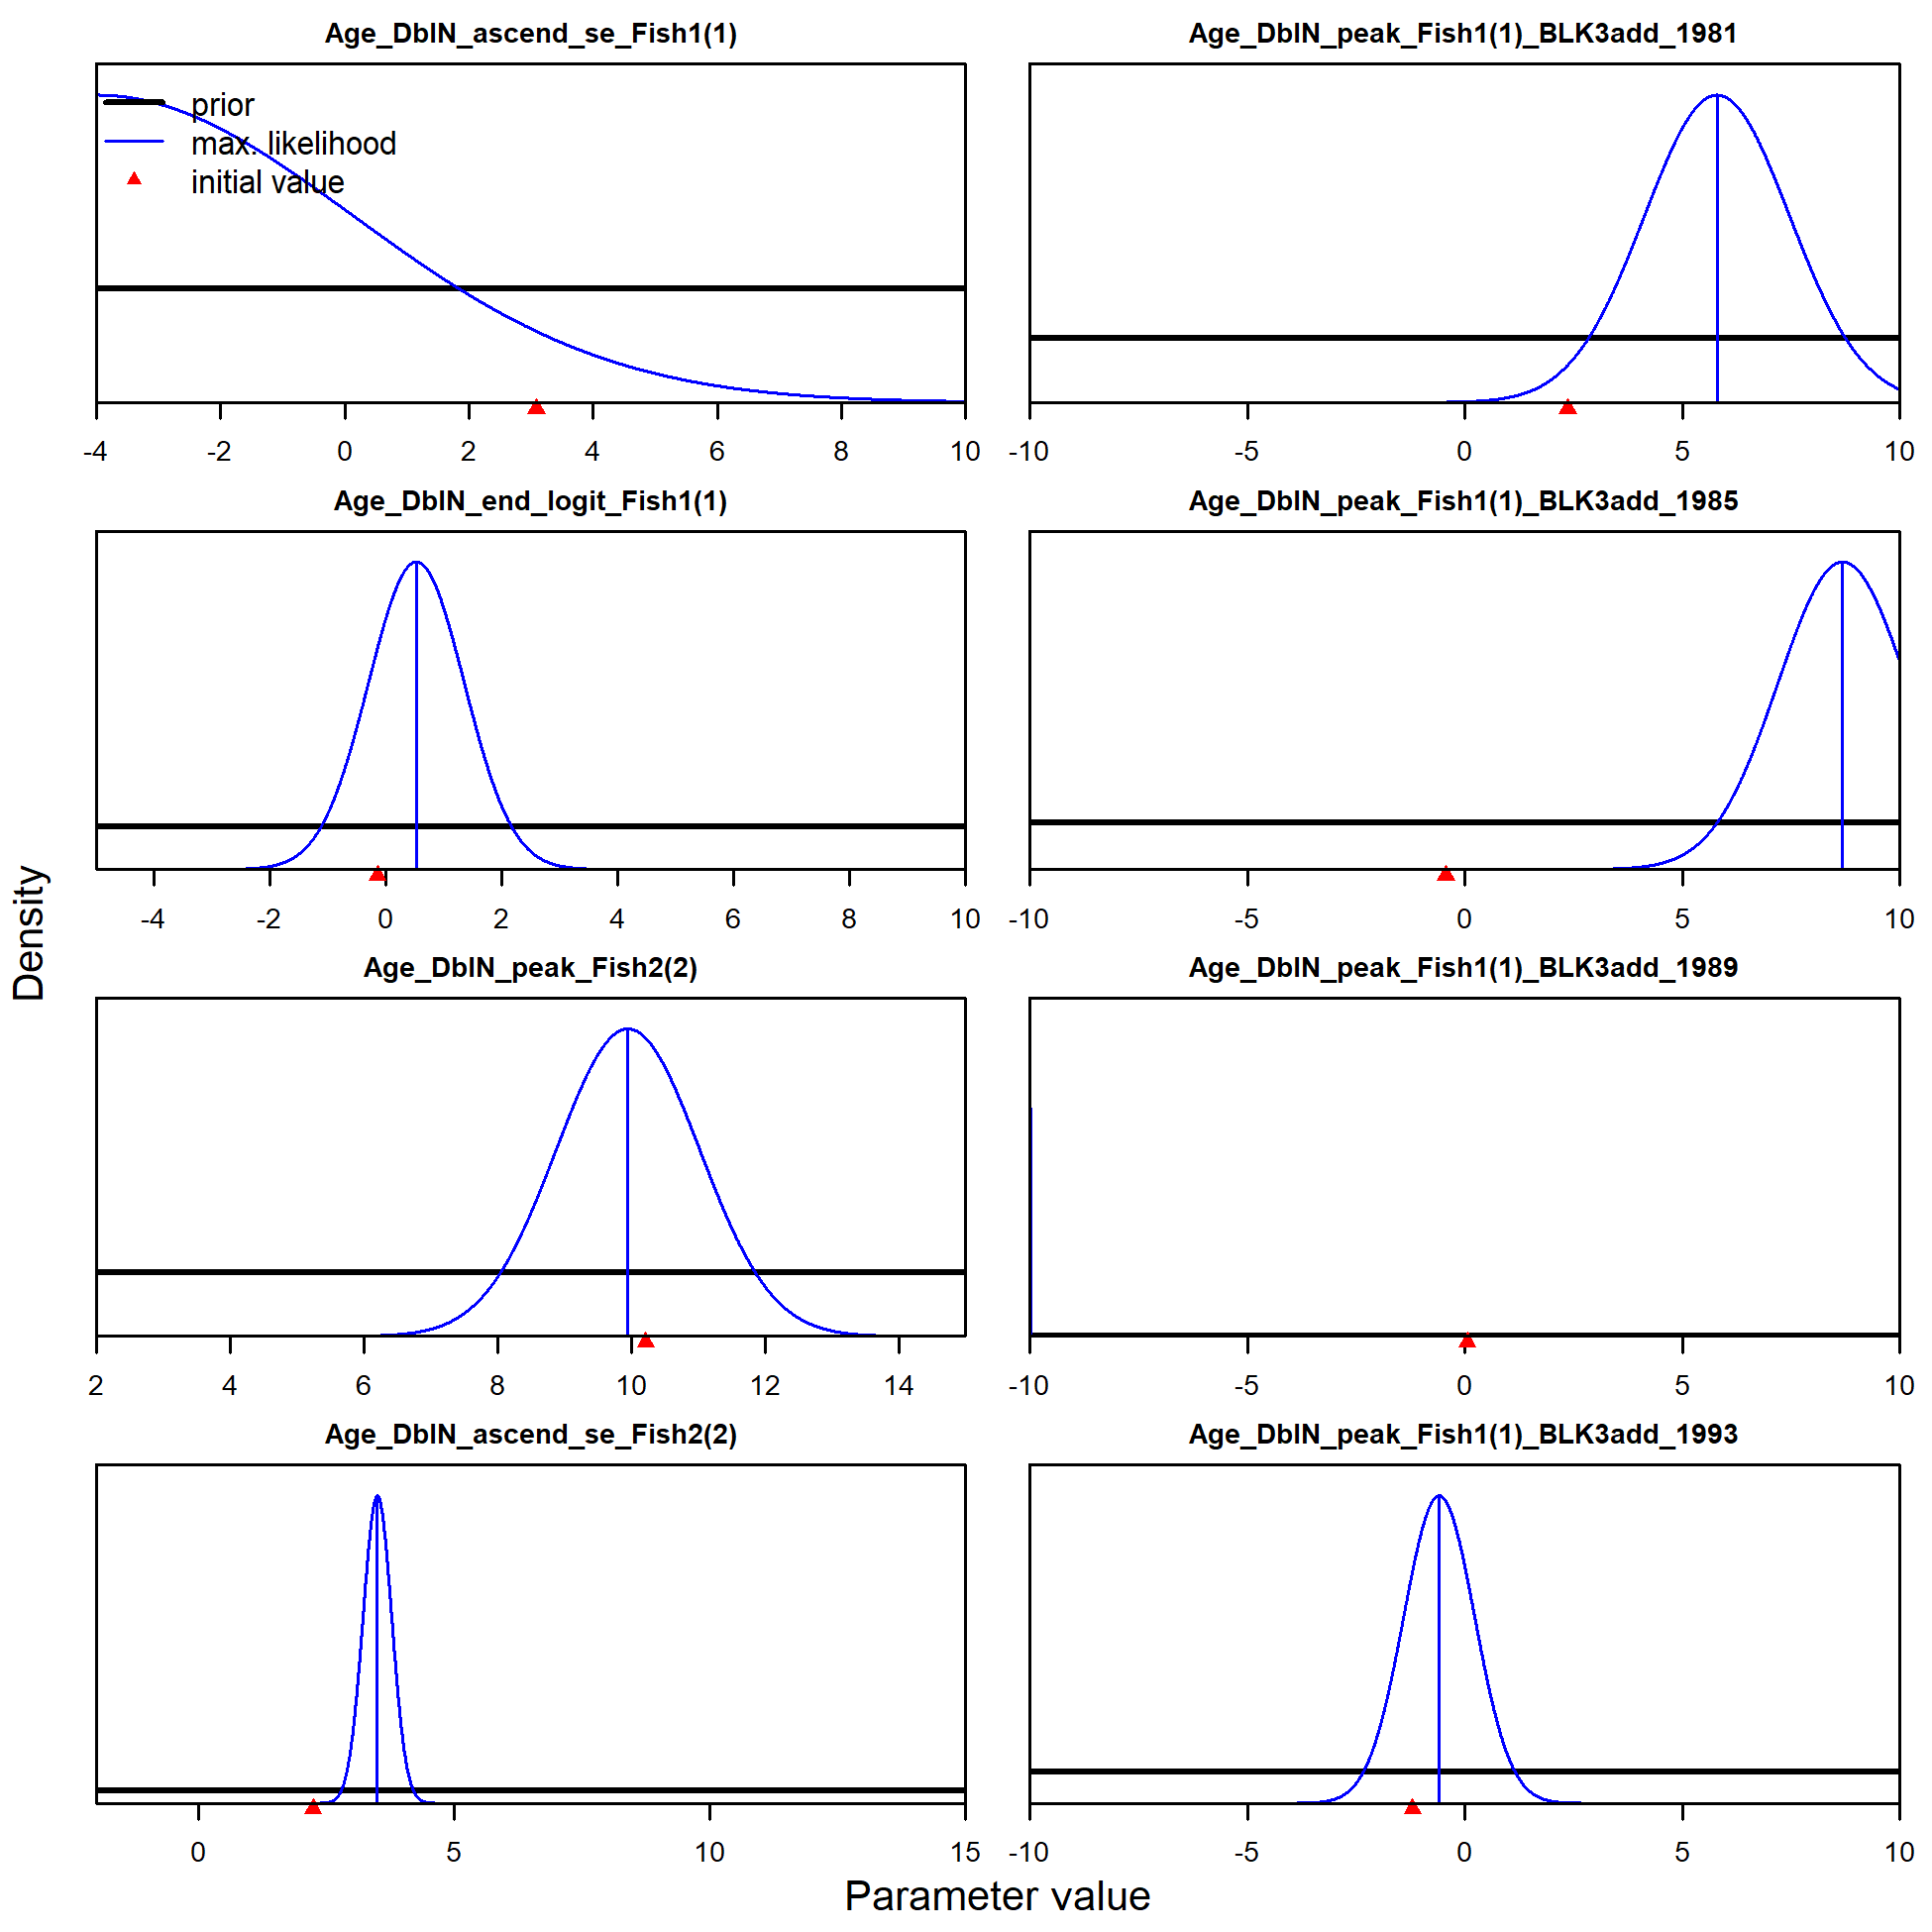 Age_DblN_ascend_se_Fish1(1)
prior
max. likelihood
initial value
-4 -2 0 2 4 6 8 10
Age_DblN_peak_Fish1(1)_BLK3add_1981
-10 -5 0 5 10
Age_DblN_end_logit_Fish1(1)
-4 -2 0 2 4 6 8 10
Age_DblN_peak_Fish1(1)_BLK3add_1985
-10 -5 0 5 10
Age_DblN_peak_Fish2(2)
2 4 6 8 10 12 14
Age_DblN_peak_Fish1(1)_BLK3add_1989
-10 -5 0 5 10
Age_DblN_ascend_se_Fish2(2)
0 5 10 15
Age_DblN_peak_Fish1(1)_BLK3add_1993
-10 -5 0 5 10
Density
Parameter value